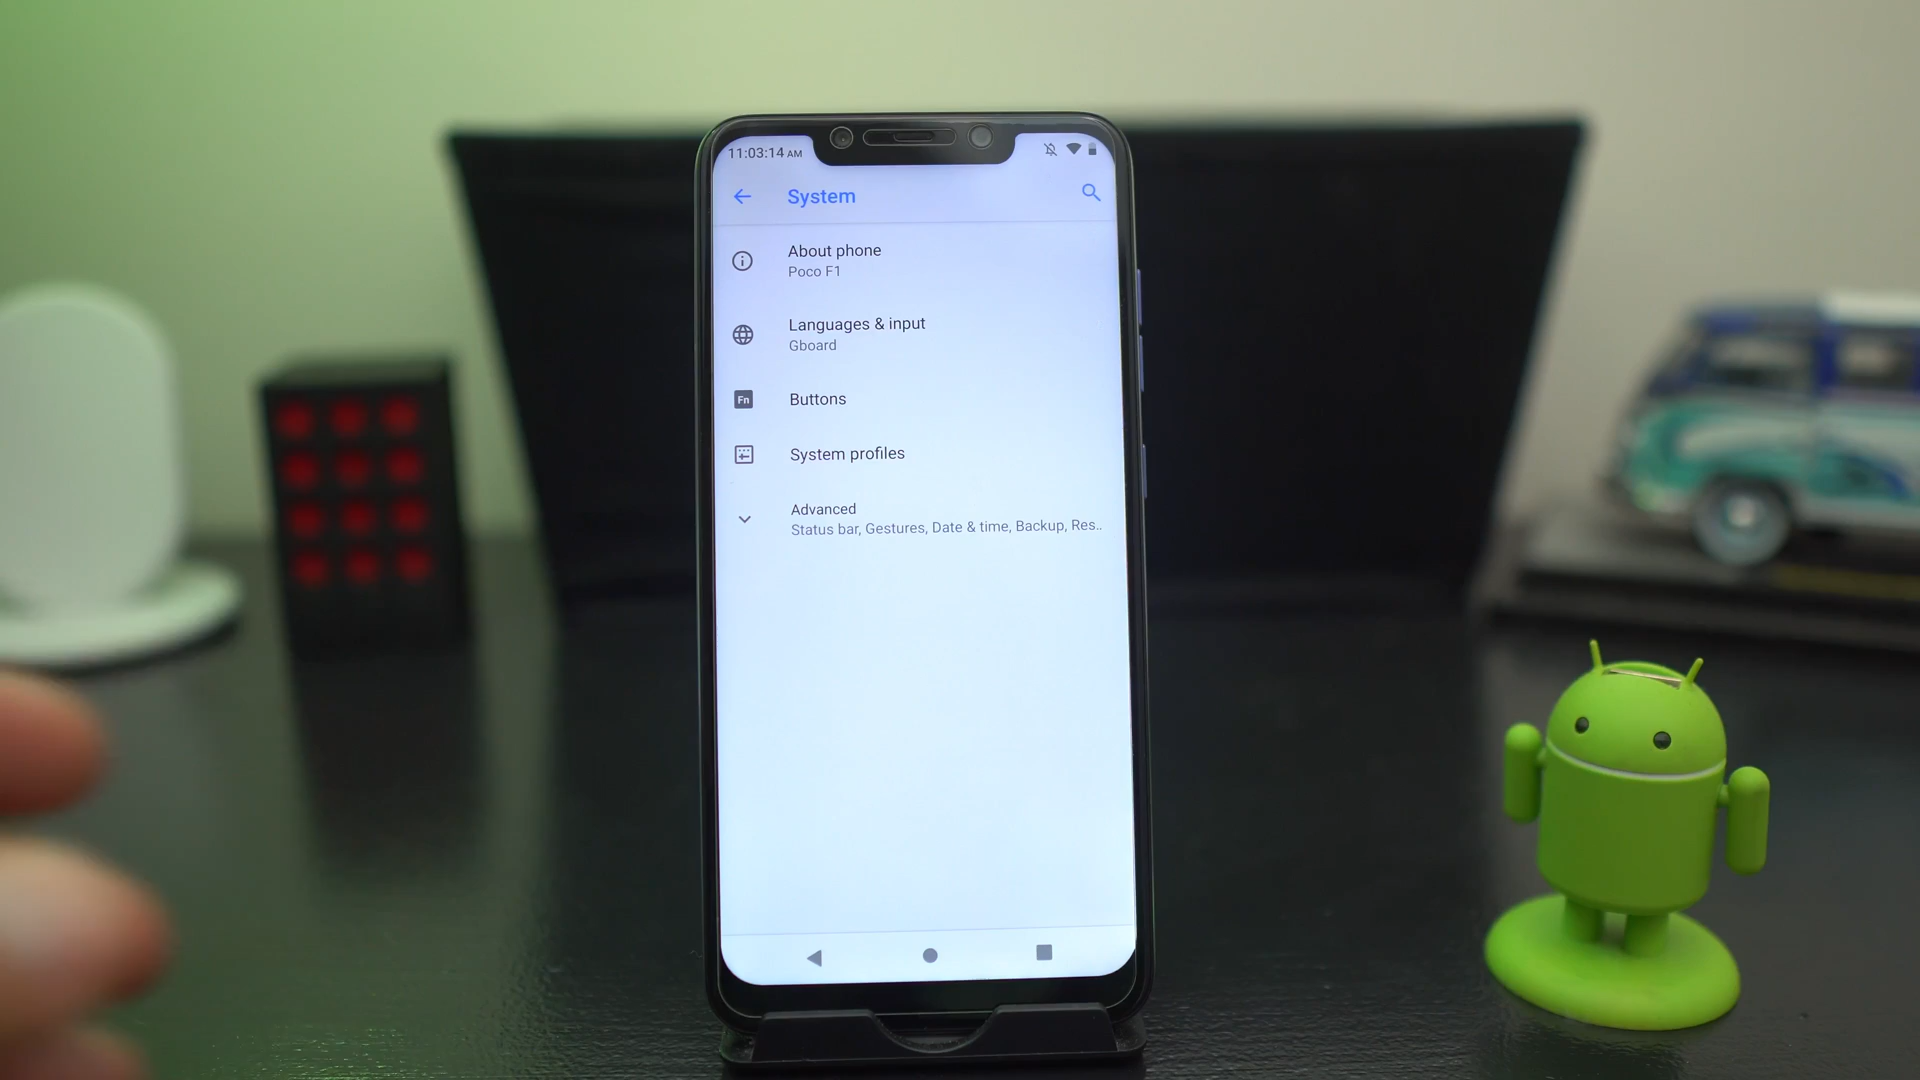 11:03:14 AM
System
About phone
Poco F1
Languages & input
Gboard
Fn
Buttons
System profiles
Advanced
Status bar, Gestures, Date & time, Backup, Res..